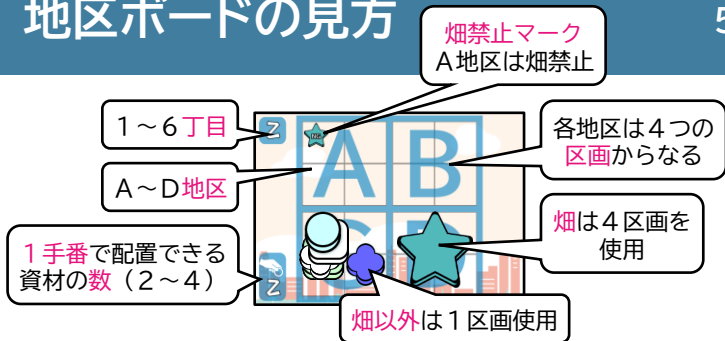 地区ボードの見方
5
畑禁止マーク
A地区は畑禁止
1~6丁目
A~D地区
1手番で配置できる
資材の数(2~4)
各地区は4つの
区画からなる
畑は4区画を
使用
畑以外は1区画使用
Z
A
B
C
D
Z